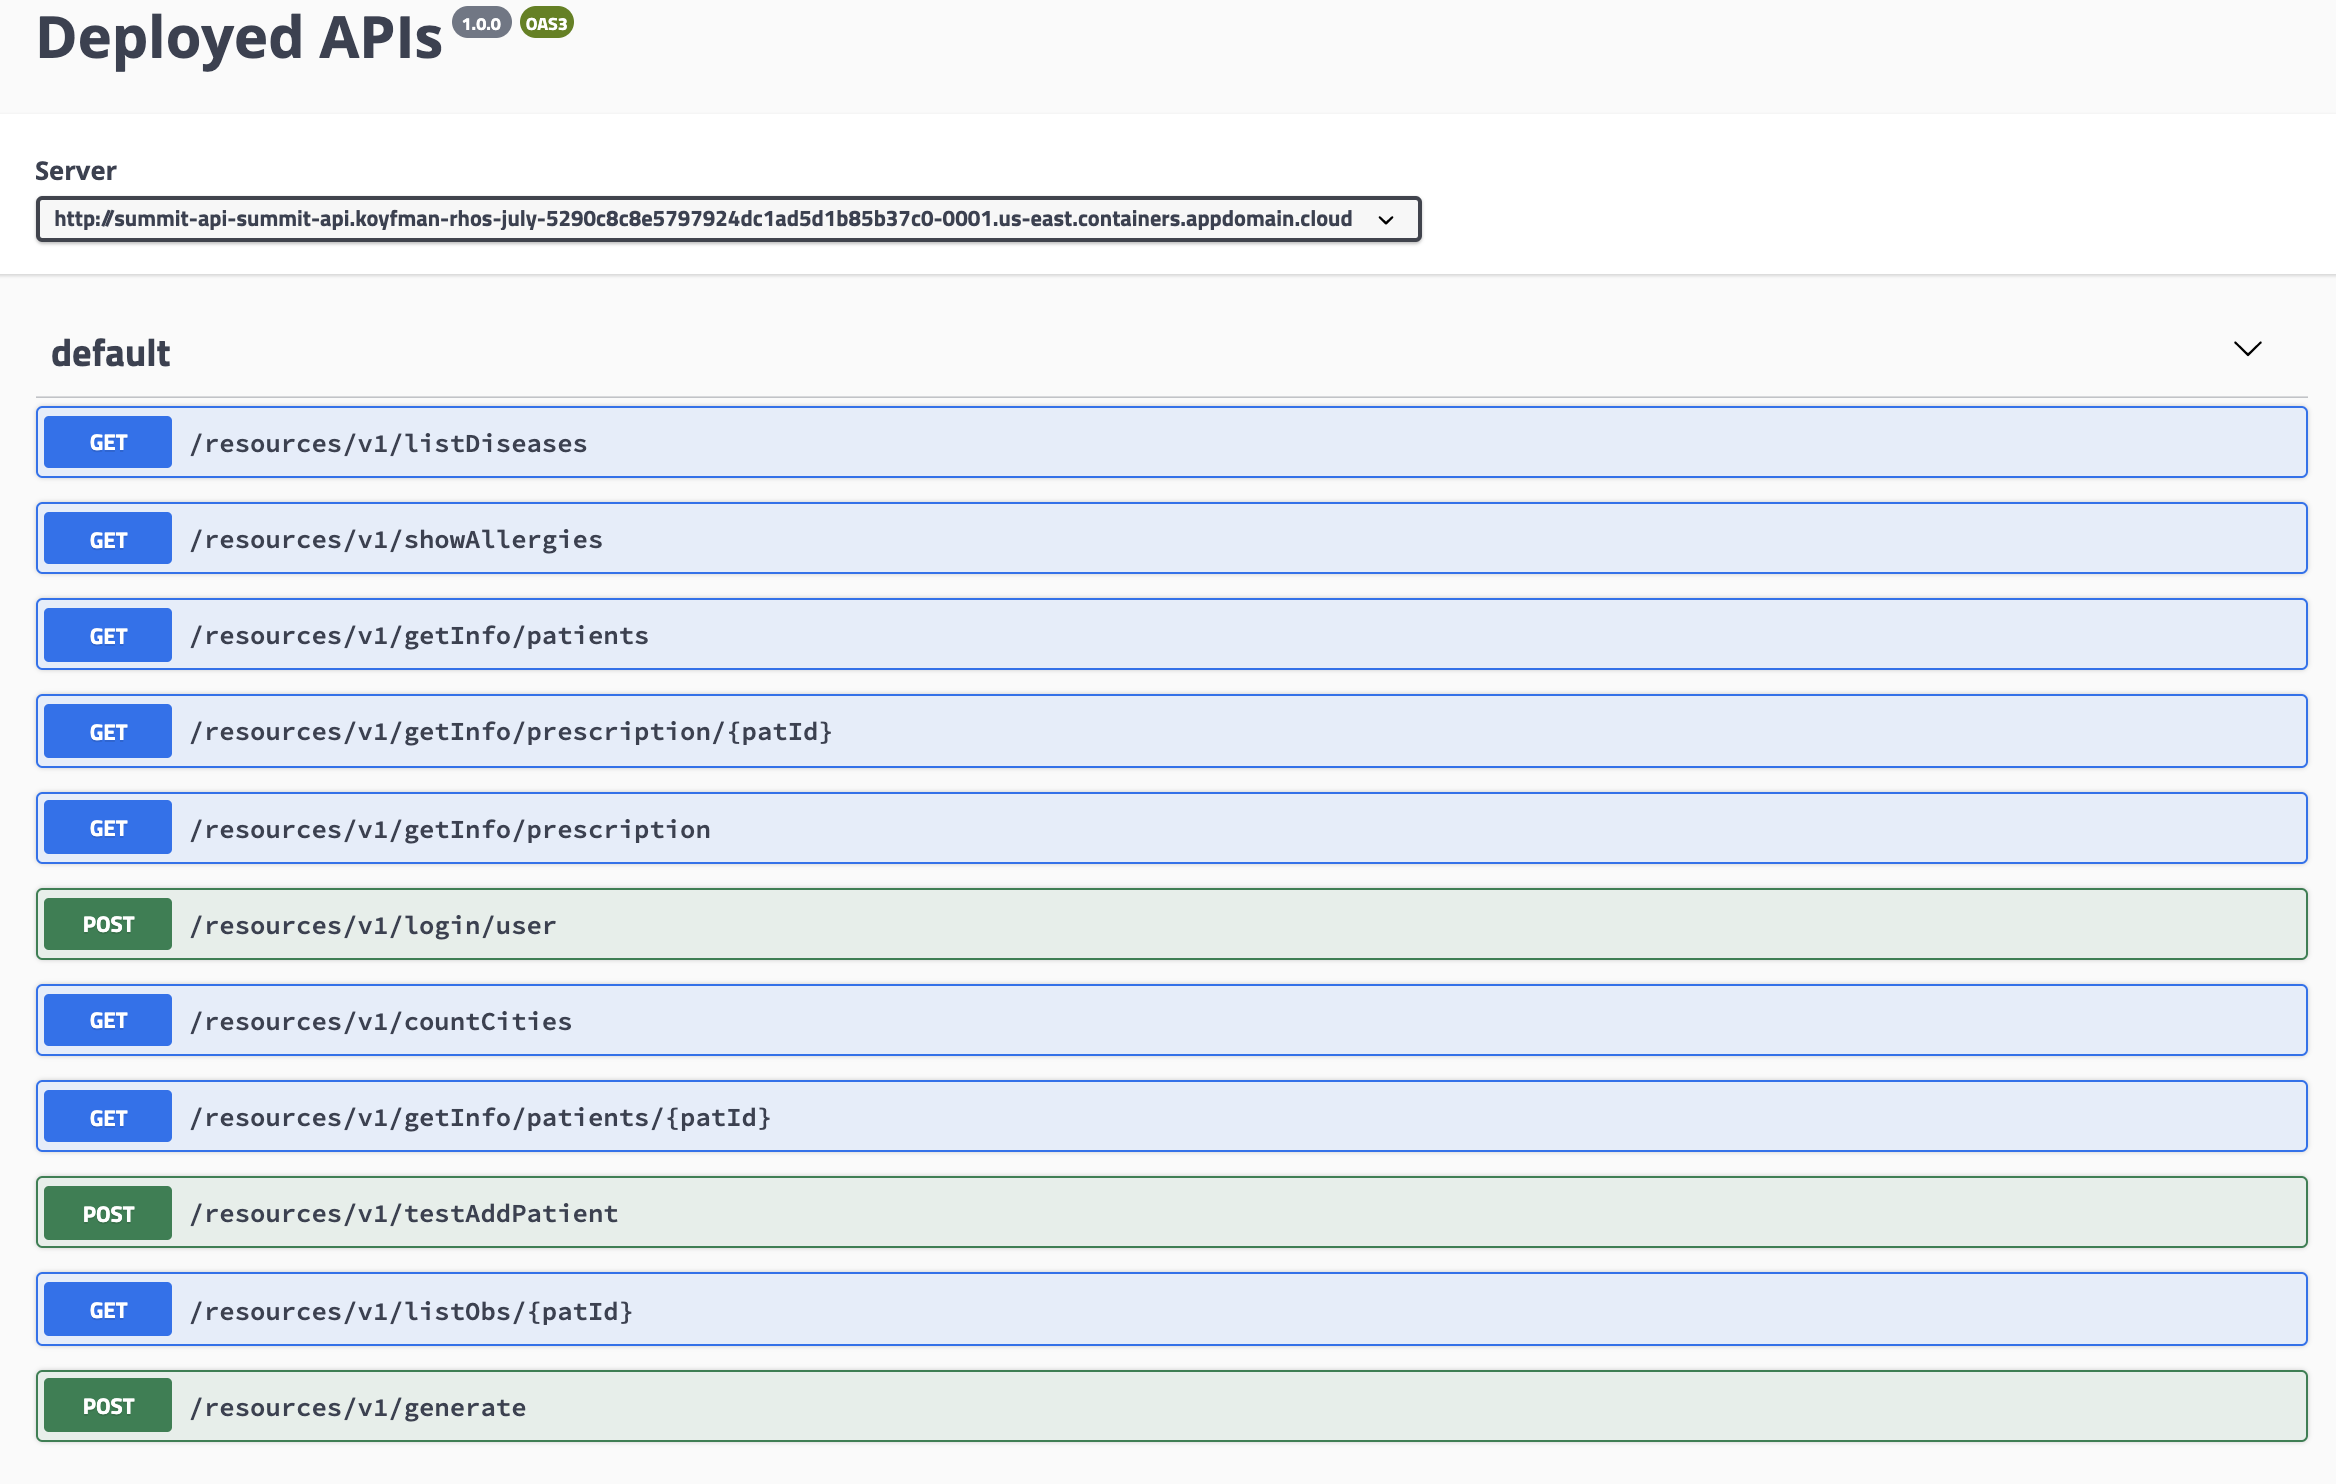 Deployed APIs 1.0.0 OAS3
Server
http://summit-api-summit-api.koyfman-rhos-july-5290c8c8e5797924dc1ad5d1b85b37c0-0001.us-east.containers.appdomain.cloud
default
GET /resources/v1/listDiseases
GET /resources/v1/showAllergies
GET /resources/v1/getInfo/patients
GET /resources/v1/getInfo/prescription/{patId}
GET /resources/v1/getInfo/prescription
POST /resources/v1/login/user
GET /resources/v1/countCities
GET /resources/v1/getInfo/patients/{patId}
POST /resources/v1/testAddPatient
GET /resources/v1/listObs/{patId}
POST /resources/v1/generate